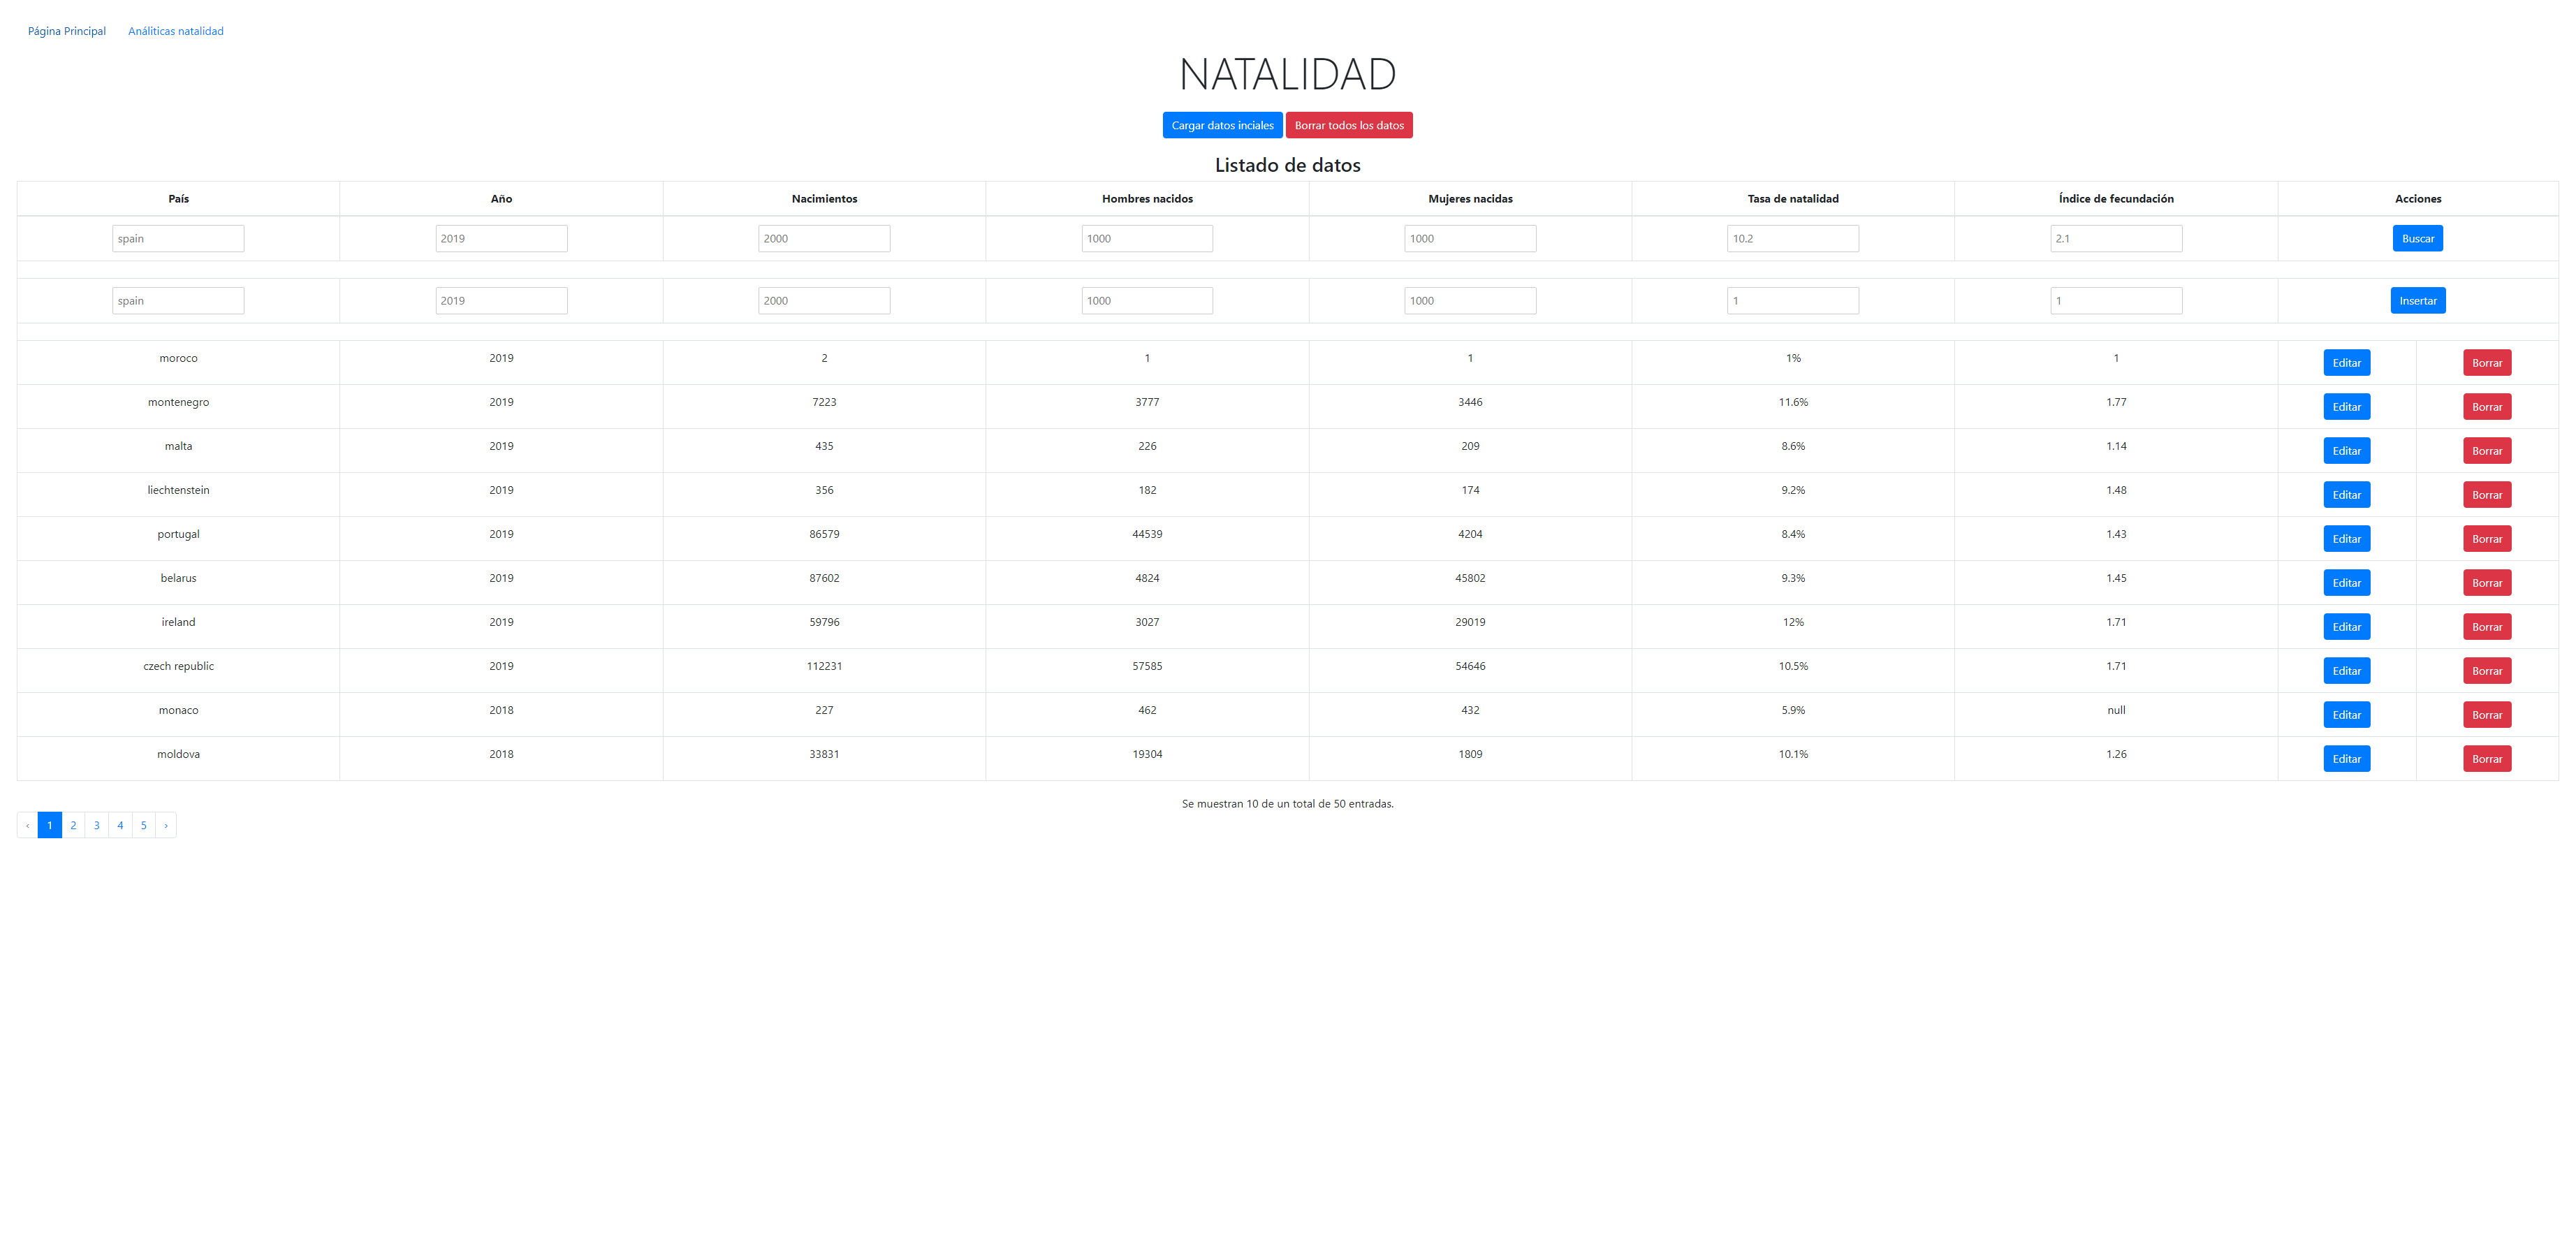 Página Principal Análiticas natalidad
NATALIDAD
Cargar datos inciales Borrar todos los datos
Listado de datos
País Año Nacimientos Hombres nacidos Mujeres nacidas Tasa de natalidad Índice de fecundación Acciones
spain 2019 2000 1000 1000 10.2 2.1 Buscar
spain 2019 2000 1000 1000 1 1 Insertar
moroco 2019 2 1 1 1% 1 Editar Borrar
montenegro 2019 7223 3777 3446 11.6% 1.77 Editar Borrar
malta 2019 435 226 209 8.6% 1.14 Editar Borrar
liechtenstein 2019 356 182 174 9.2% 1.48 Editar Borrar
portugal 2019 86579 44539 4204 8.4% 1.43 Editar Borrar
belarus 2019 87602 4824 45802 9.3% 1.45 Editar Borrar
ireland 2019 59796 3027 29019 12% 1.71 Editar Borrar
czech republic 2019 112231 57585 54646 10.5% 1.71 Editar Borrar
monaco 2018 227 462 432 5.9% null Editar Borrar
moldova 2018 33831 19304 1809 10.1% 1.26 Editar Borrar
Se muestran 10 de un total de 50 entradas.
‹ 1 2 3 4 5 ›